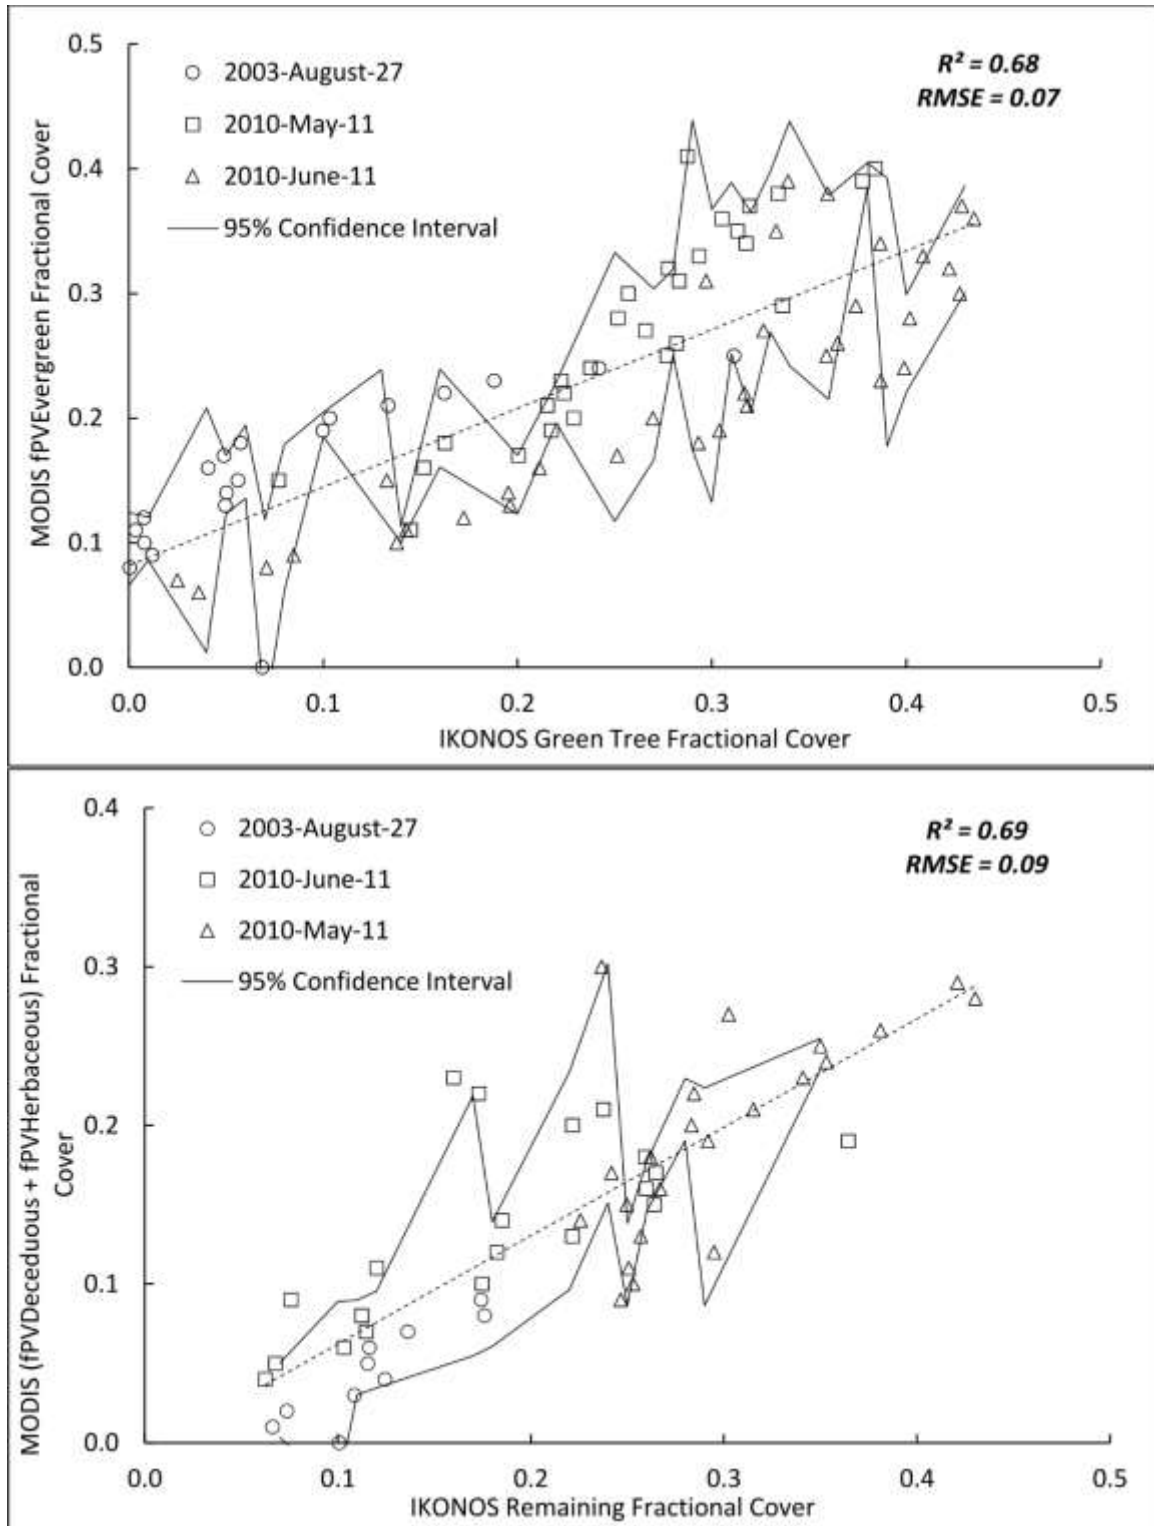 0.5
2003-August-27
R² = 0.68
2010-May-11
RMSE = 0.07
0.4
2010-June-11
95% Confidence Interval
0.3
0.2
0.1
0.0
MODIS fPVEvergreen Fractional Cover
0.0 0.1 0.2 0.3 0.4 0.5
IKONOS Green Tree Fractional Cover
0.4
2003-August-27
R² = 0.69
2010-June-11
RMSE = 0.09
2010-May-11
0.3
95% Confidence Interval
0.2
0.1
0.0
MODIS (fPVDeceduous + fPVHerbaceous) Fractional
Cover
0.0 0.1 0.2 0.3 0.4 0.5
IKONOS Remaining Fractional Cover